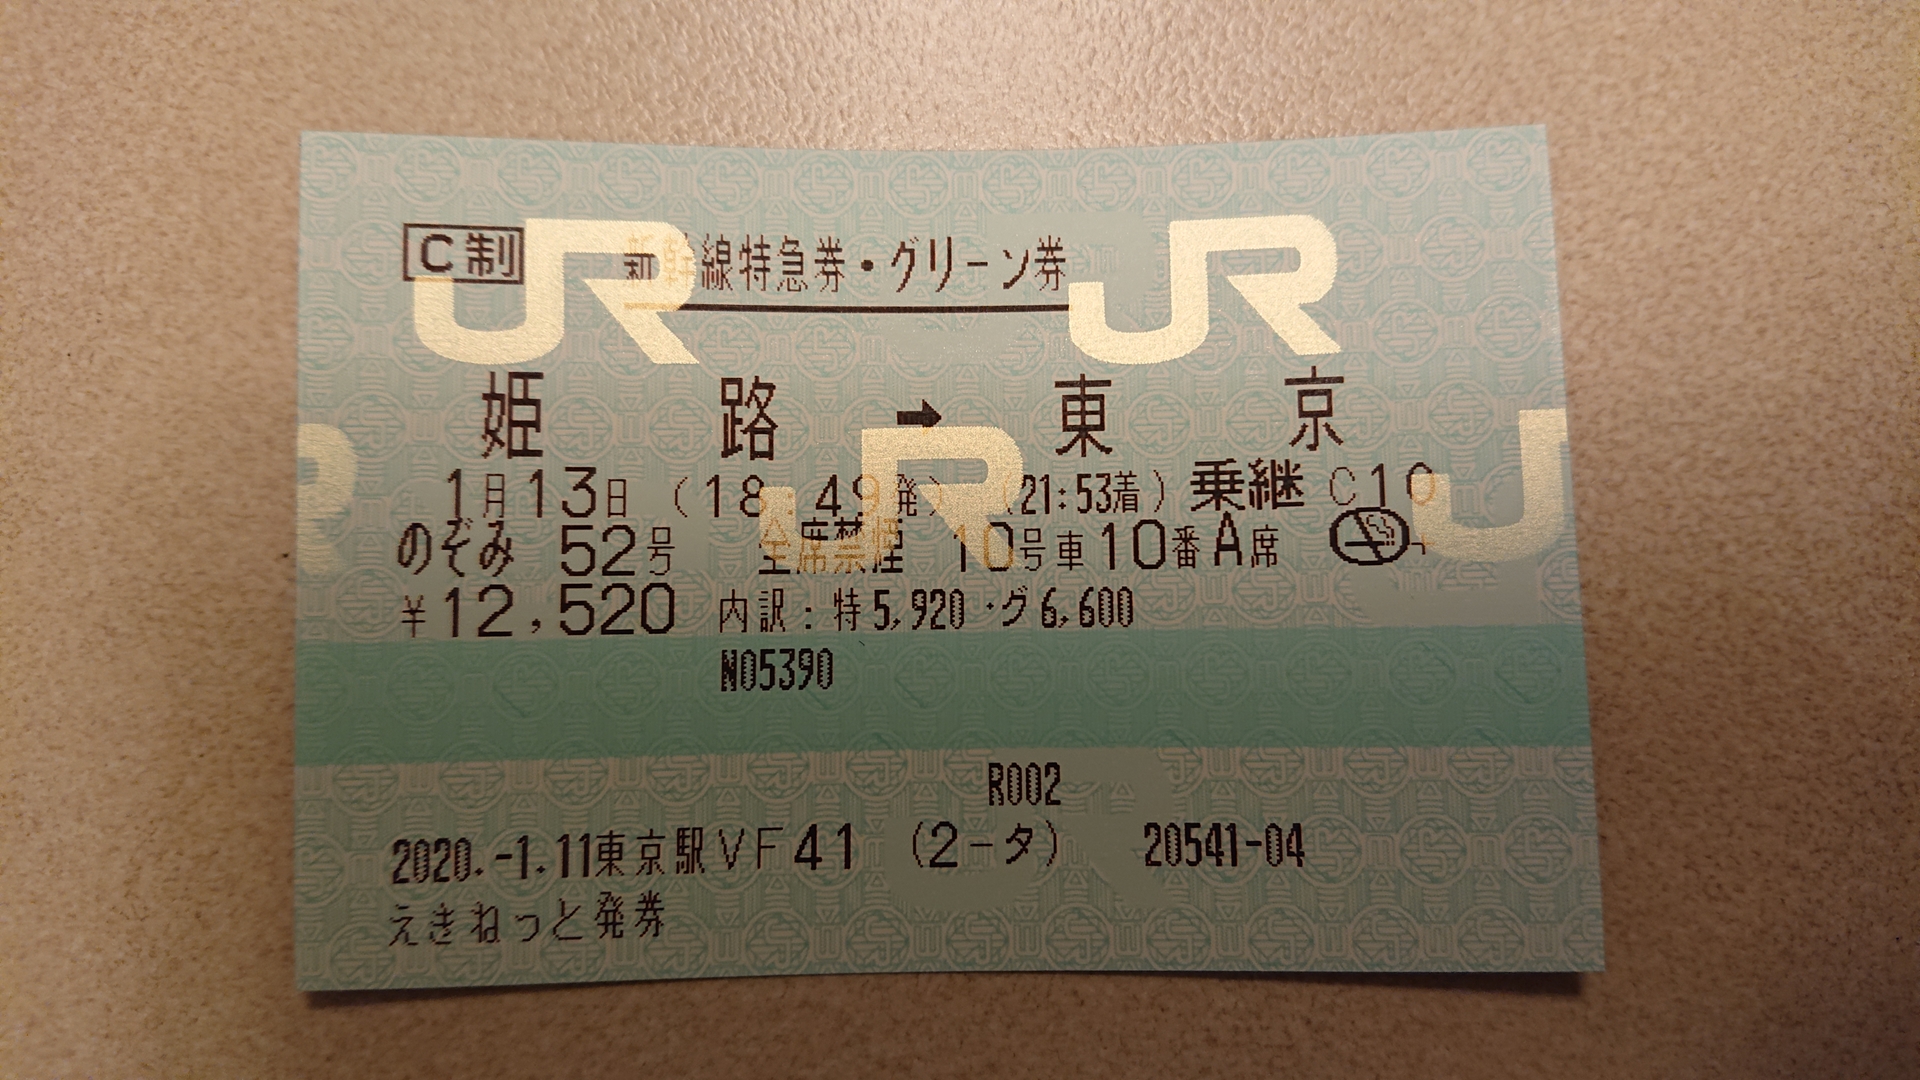 C制 新幹線特急券・グリーン券
姫路➡東京
1月13日 (18:49発) (21:53着) 乗継 C10
のぞみ 52号 全席禁煙 10号車10番A席
¥12,520 内訳:特5,920・グ6,600
N05390
R002
2020.-1.11東京駅VF41 (2-タ) 20541-04
えきねっと発券
JR JR
JR